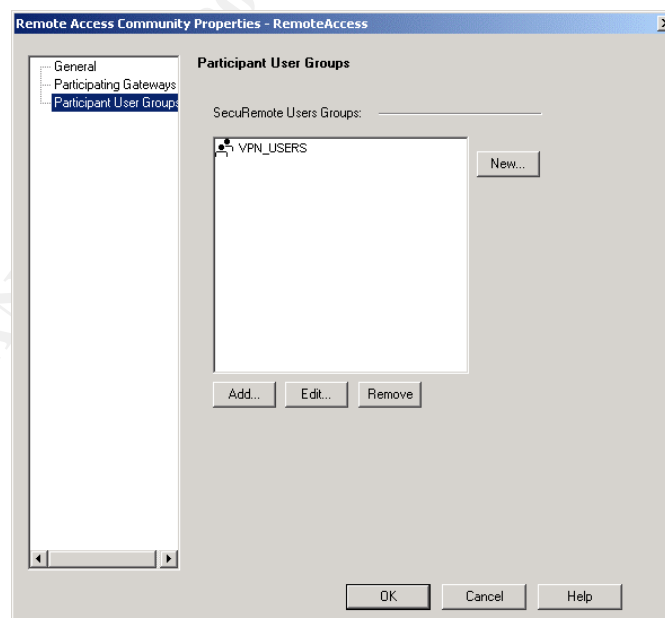 Remote Access Community Properties - RemoteAccess
General
Participating Gateways
Participant User Groups
Participant User Groups
SecuRemote Users Groups:
VPN_USERS
New...
Add...
Edit...
Remove
OK
Cancel
Help